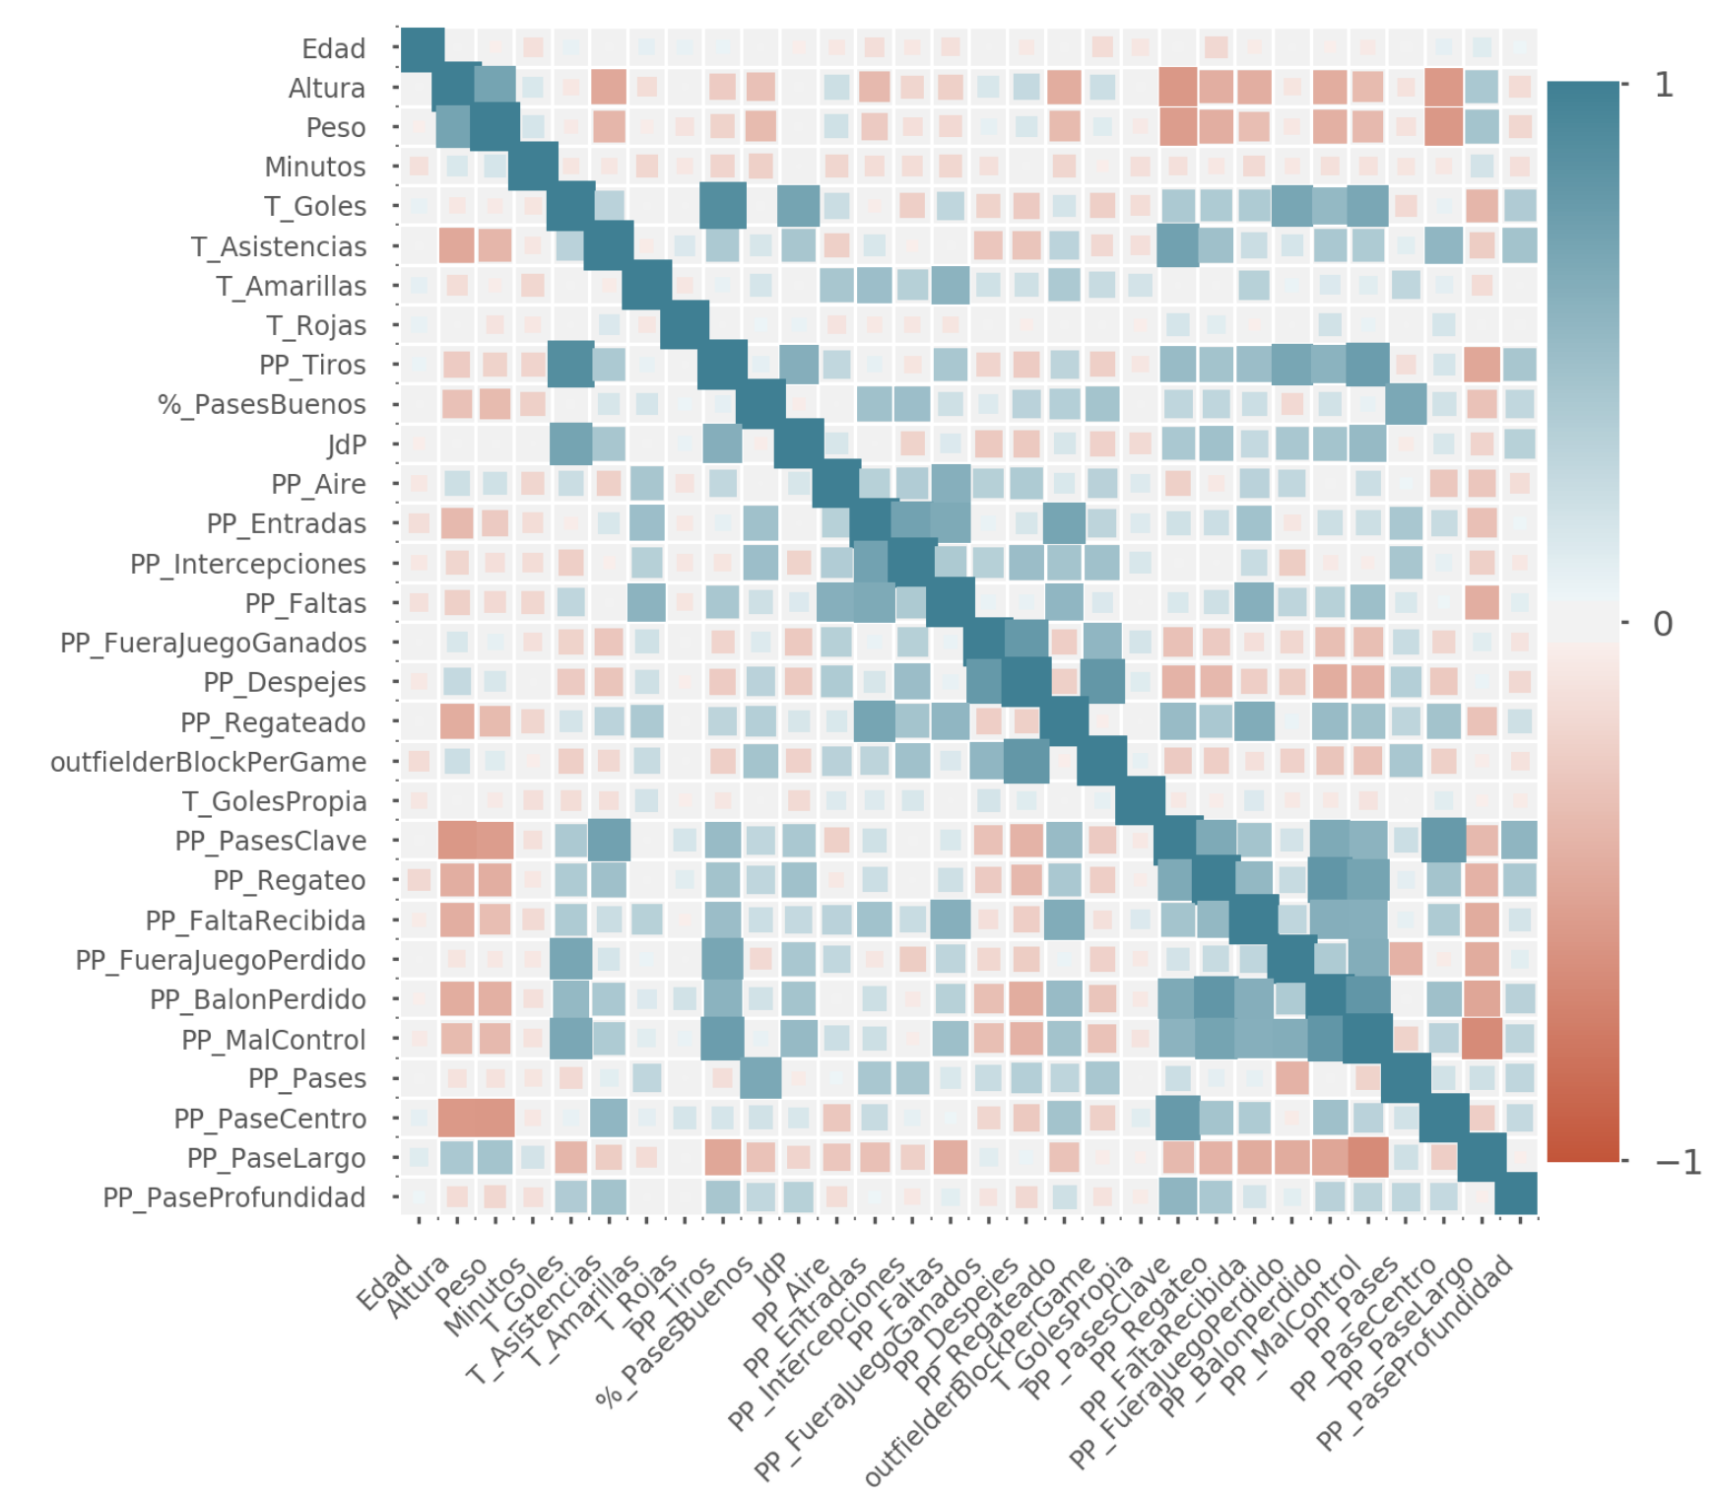 Edad
Altura
Peso
Minutos
T_Goles
T_Asistencias
T_Amarillas
T_Rojas
PP_Tiros
%_PasesBuenos
JdP
PP_Aire
PP_Entradas
PP_Intercepciones
PP_Faltas
PP_FueraJuegoGanados
PP_Despejes
PP_Regateado
outfielderBlockPerGame
T_GolesPropia
PP_PasesClave
PP_Regateo
PP_FaltaRecibida
PP_FueraJuegoPerdido
PP_BalonPerdido
PP_MalControl
PP_Pases
PP_PaseCentro
PP_PaseLargo
PP_PaseProfundidad
1
0
−1
Edad
Altura
Peso
Minutos
T_Goles
T_Asistencias
T_Amarillas
T_Rojas
PP_Tiros
%_PasesBuenos
JdP
PP_Aire
PP_Entradas
PP_Intercepciones
PP_Faltas
PP_FueraJuegoGanados
PP_Despejes
PP_Regateado
outfielderBlockPerGame
T_GolesPropia
PP_PasesClave
PP_Regateo
PP_FaltaRecibida
PP_FueraJuegoPerdido
PP_BalonPerdido
PP_MalControl
PP_Pases
PP_PaseCentro
PP_PaseLargo
PP_PaseProfundidad